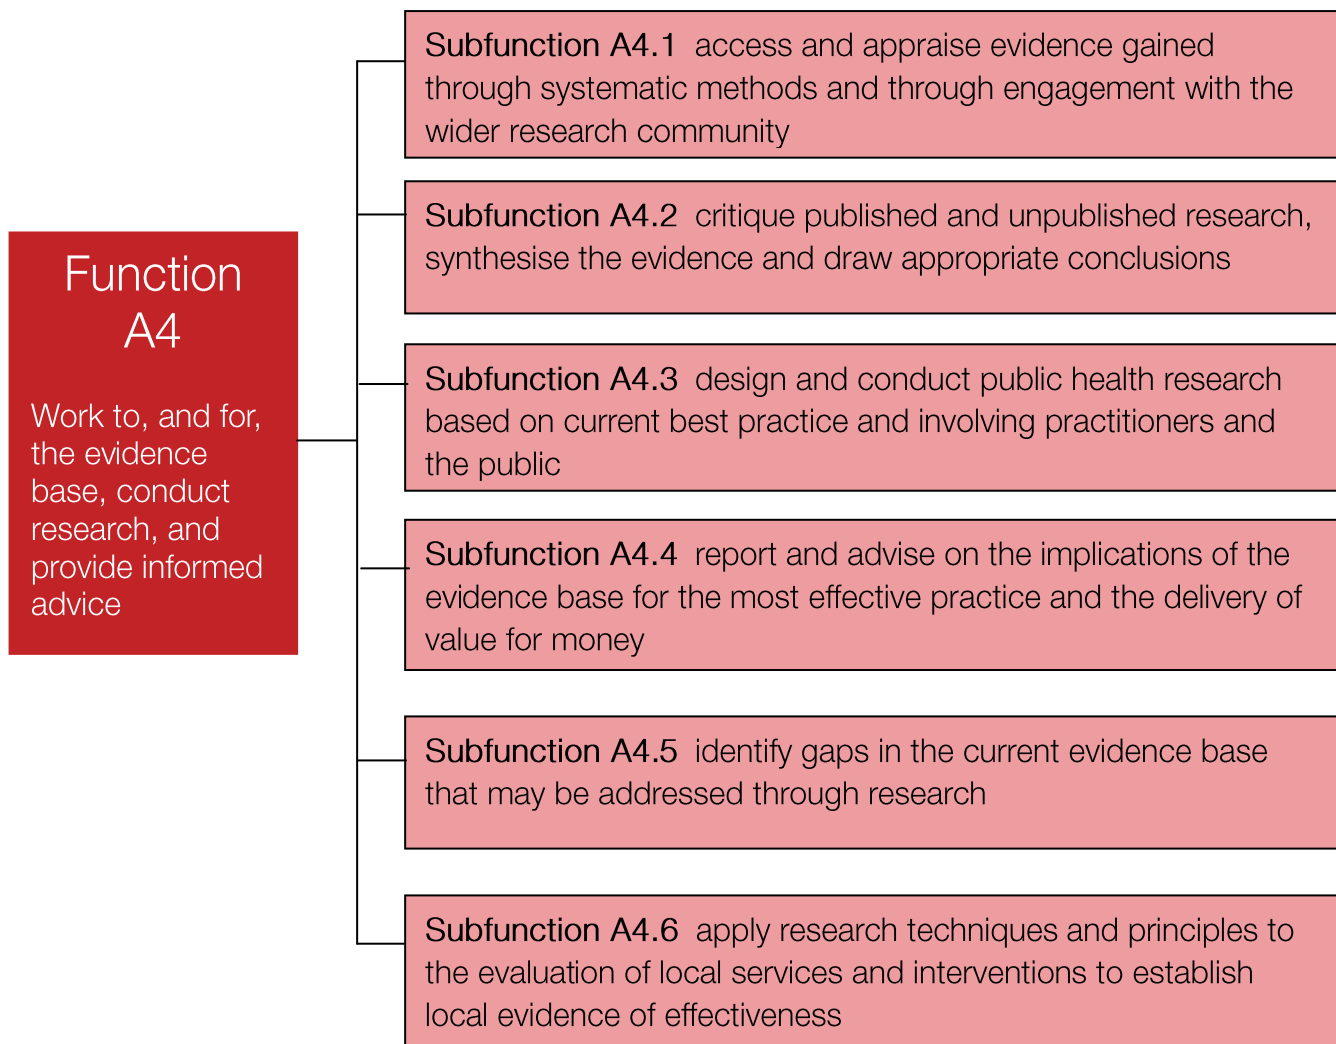 Function
A4
Work to, and for,
the evidence
base, conduct
research, and
provide informed
advice
Subfunction A4.1 access and appraise evidence gained
through systematic methods and through engagement with the
wider research community
Subfunction A4.2 critique published and unpublished research,
synthesise the evidence and draw appropriate conclusions
Subfunction A4.3 design and conduct public health research
based on current best practice and involving practitioners and
the public
Subfunction A4.4 report and advise on the implications of the
evidence base for the most effective practice and the delivery of
value for money
Subfunction A4.5 identify gaps in the current evidence base
that may be addressed through research
Subfunction A4.6 apply research techniques and principles to
the evaluation of local services and interventions to establish
local evidence of effectiveness